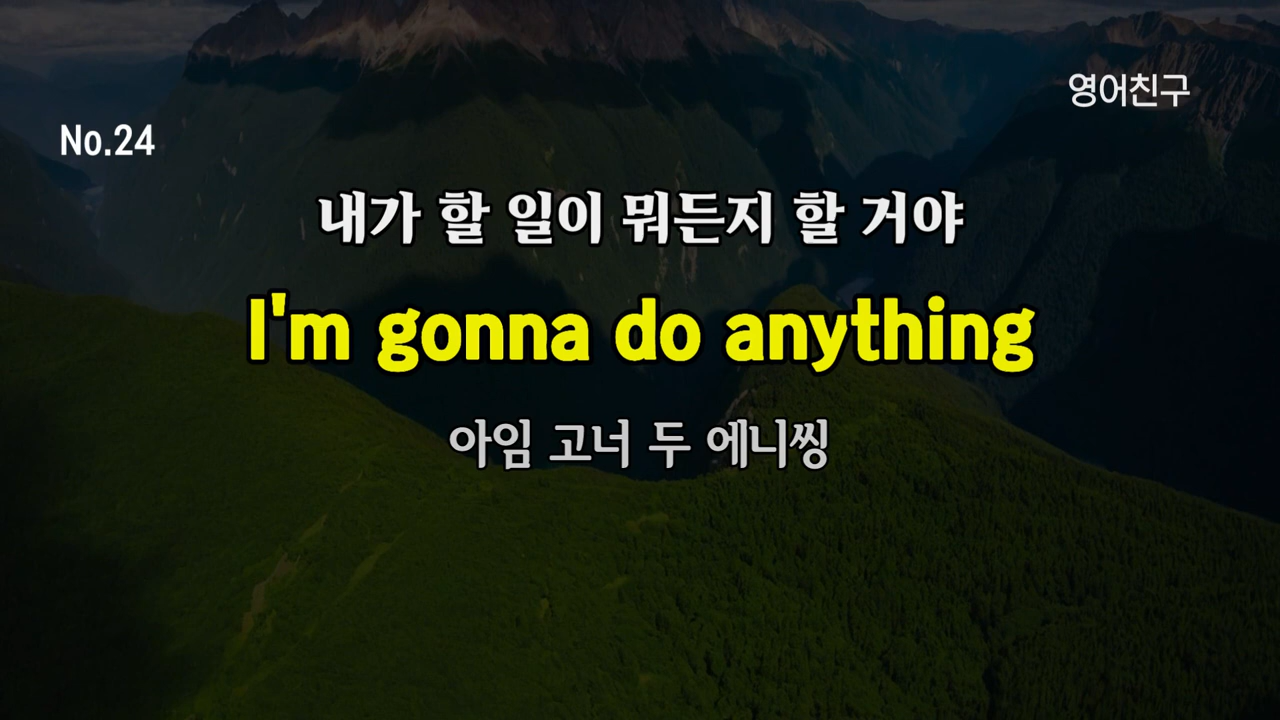 영어친구
No.24
내가 할 일이 뭐든지 할 거야
I'm gonna do anything
아임 고너 두 에니씽